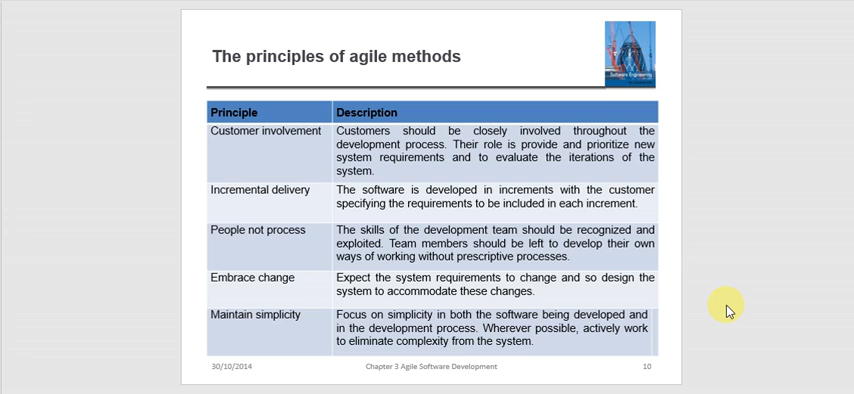 The principles of agile methods
Software Engineering
Principle Description
Customer involvement Customers should be closely involved throughout the
development process. Their role is provide and prioritize new
system requirements and to evaluate the iterations of the
system.
Incremental delivery The software is developed in increments with the customer
specifying the requirements to be included in each increment.
People not process The skills of the development team should be recognized and
exploited. Team members should be left to develop their own
ways of working without prescriptive processes.
Embrace change Expect the system requirements to change and so design the
system to accommodate these changes.
Maintain simplicity Focus on simplicity in both the software being developed and
in the development process. Wherever possible, actively work
to eliminate complexity from the system.
30/10/2014 Chapter 3 Agile Software Development 10